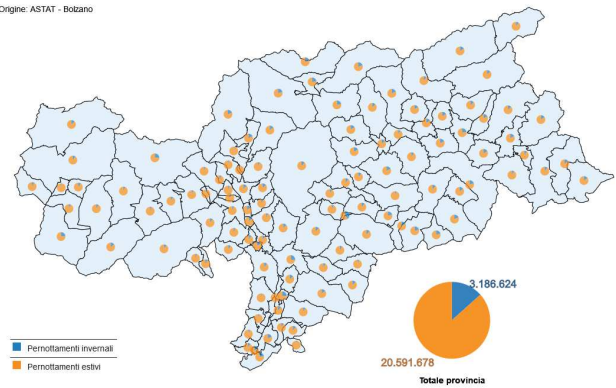 Origine: ASTAT - Bolzano
3.186.624
Pernottamenti invernali
Pernottamenti estivi
20.591.678
Totale provincia